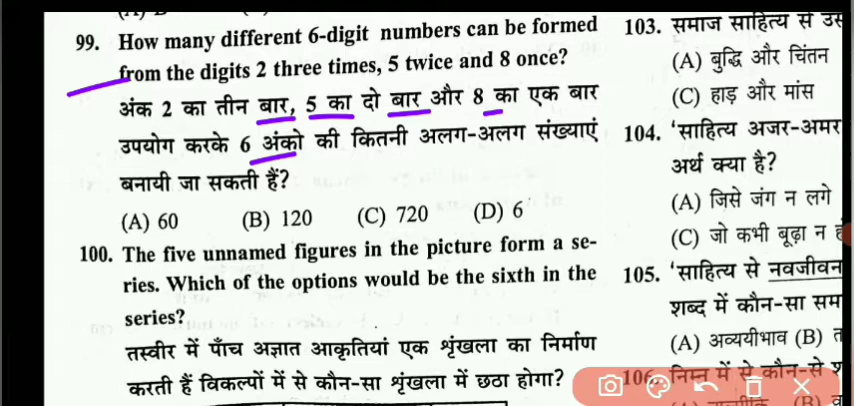 99. How many different 6-digit numbers can be formed
from the digits 2 three times, 5 twice and 8 once?
अंक 2 का तीन बार, 5 का दो बार और 8 का एक बार
उपयोग करके 6 अंको की कितनी अलग-अलग संख्याएं
बनायी जा सकती हैं?
(A) 60 (B) 120 (C) 720 (D) 6
100. The five unnamed figures in the picture form a se-
ries. Which of the options would be the sixth in the
series?
तस्वीर में पाँच अज्ञात आकृतियां एक श्रृंखला का निर्माण
करती हैं विकल्पों में से कौन-सा श्रृंखला में छठा होगा?
103. समाज साहित्य से उस
(A) बुद्धि और चिंतन
(C) हाड़ और मांस
104. 'साहित्य अजर-अमर
अर्थ क्या है?
(A) जिसे जंग न लगे
(C) जो कभी बूढ़ा न
105. 'साहित्य से नवजीवन
शब्द में कौन-सा सम
(A) अव्ययीभाव (B) त
106. निम्न में से कौन-से